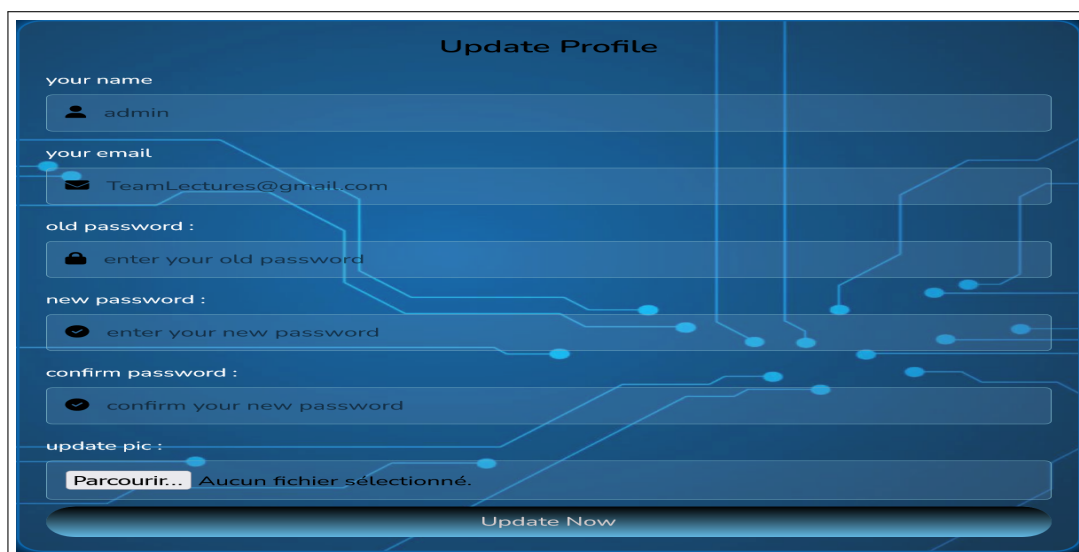 Update Profile
your name
admin
your email
TeamLectures@gmail.com
old password :
enter your old password
new password :
enter your new password
confirm password :
confirm your new password
update pic :
Parcourir... Aucun fichier sélectionné.
Update Now